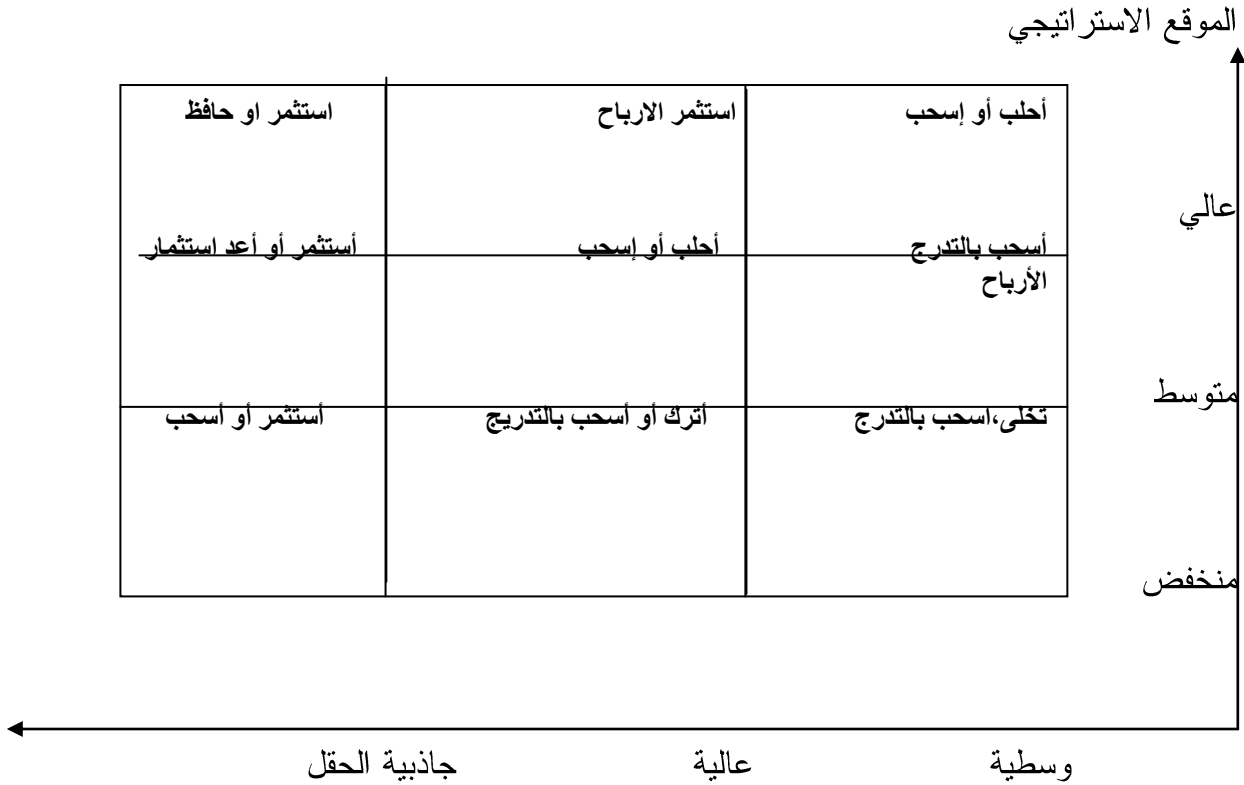 الموقع الاستراتيجي
أحلب أو إسحب
استثمر الارباح
استثمر او حافظ
عالي
أسحب بالتدرج
الأرباح
أحلب أو إسحب
أستثمر أو أعد استثمار
متوسط
تخلى،اسحب بالتدرج
أترك أو أسحب بالتدريج
أستثمر أو أسحب
منخفض
وسطية
عالية
جاذبية الحقل